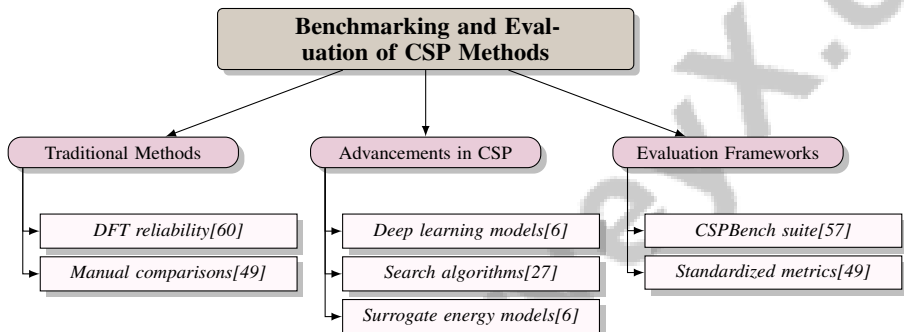 Benchmarking and Eval-
uation of CSP Methods
Traditional Methods
Advancements in CSP
Evaluation Frameworks
DFT reliability[60]
Deep learning models[6]
CSPBench suite[57]
Manual comparisons[49]
Search algorithms[27]
Standardized metrics[49]
Surrogate energy models[6]